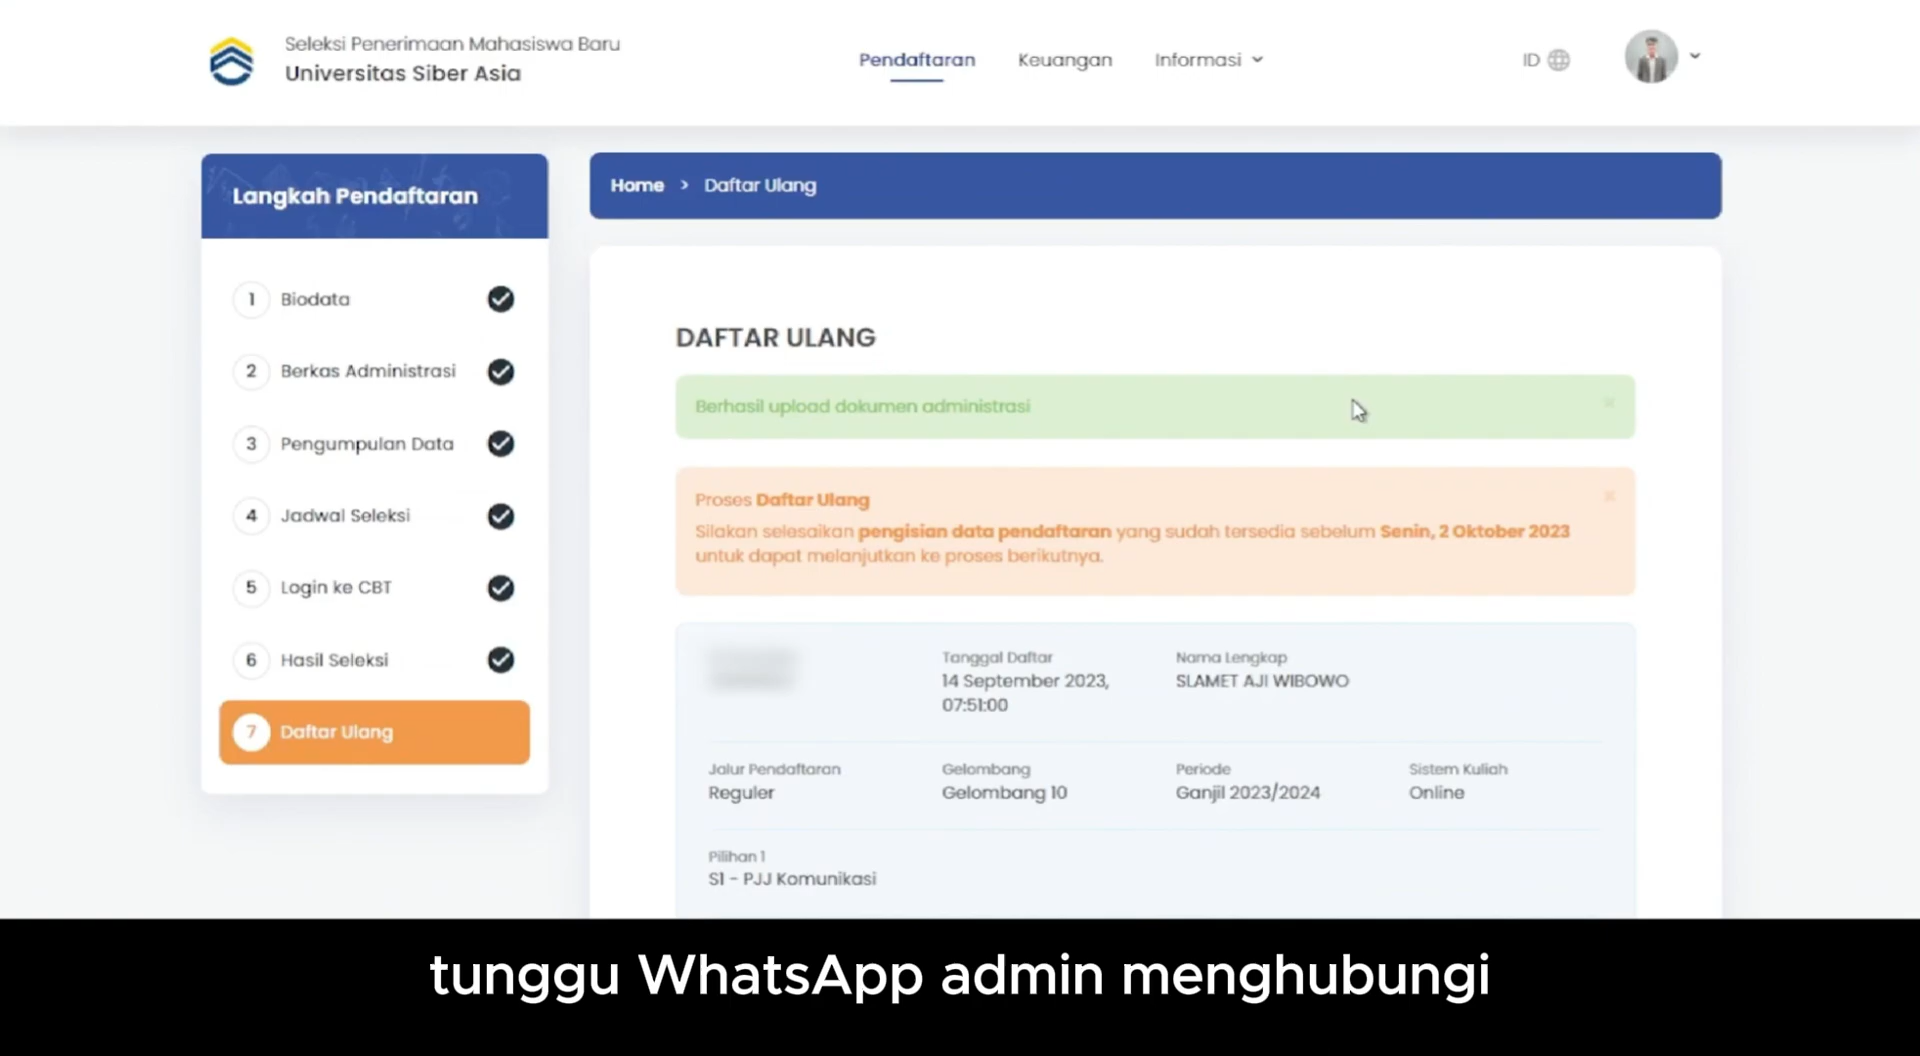 Seleksi Penerimaan Mahasiswa Baru
Universitas Siber Asia
Pendaftaran
Keuangan
Informasi
ID
Langkah Pendaftaran
1 Biodata
2 Berkas Administrasi
3 Pengumpulan Data
4 Jadwal Seleksi
5 Login ke CBT
6 Hasil Seleksi
7 Daftar Ulang
Home > Daftar Ulang
DAFTAR ULANG
Berhasil upload dokumen administrasi
×
Proses Daftar Ulang
×
Silakan selesaikan pengisian data pendaftaran yang sudah tersedia sebelum Senin, 2 Oktober 2023
untuk dapat melanjutkan ke proses berikutnya.
Tanggal Daftar
14 September 2023,
07:51:00
Nama Lengkap
SLAMET AJI WIBOWO
Jalur Pendaftaran
Reguler
Gelombang
Gelombang 10
Periode
Ganjil 2023/2024
Sistem Kuliah
Online
Pilihan 1
S1 - PJJ Komunikasi
tunggu WhatsApp admin menghubungi